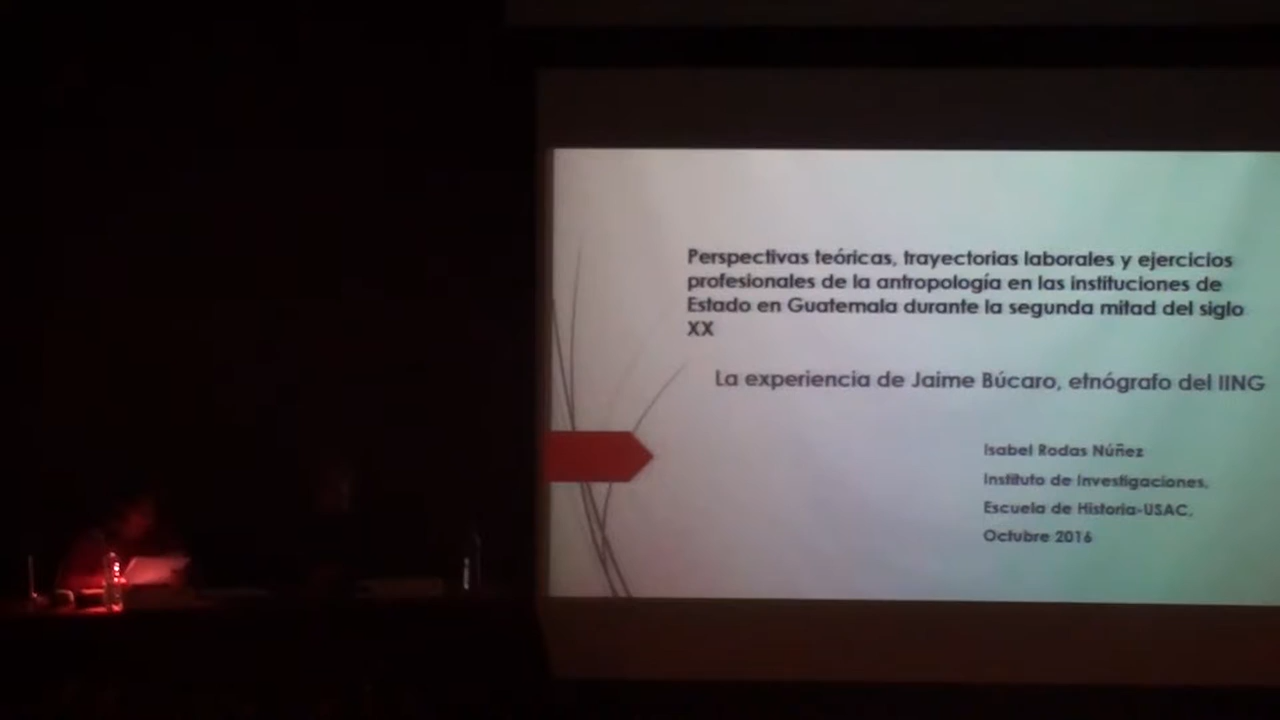 Perspectivas teóricas, trayectorias laborales y ejercicios
profesionales de la antropología en las instituciones de
Estado en Guatemala durante la segunda mitad del siglo
XX
La experiencia de Jaime Búcaro, etnógrafo del IING
Isabel Rodas Núñez
Instituto de Investigaciones,
Escuela de Historia-USAC,
Octubre 2016